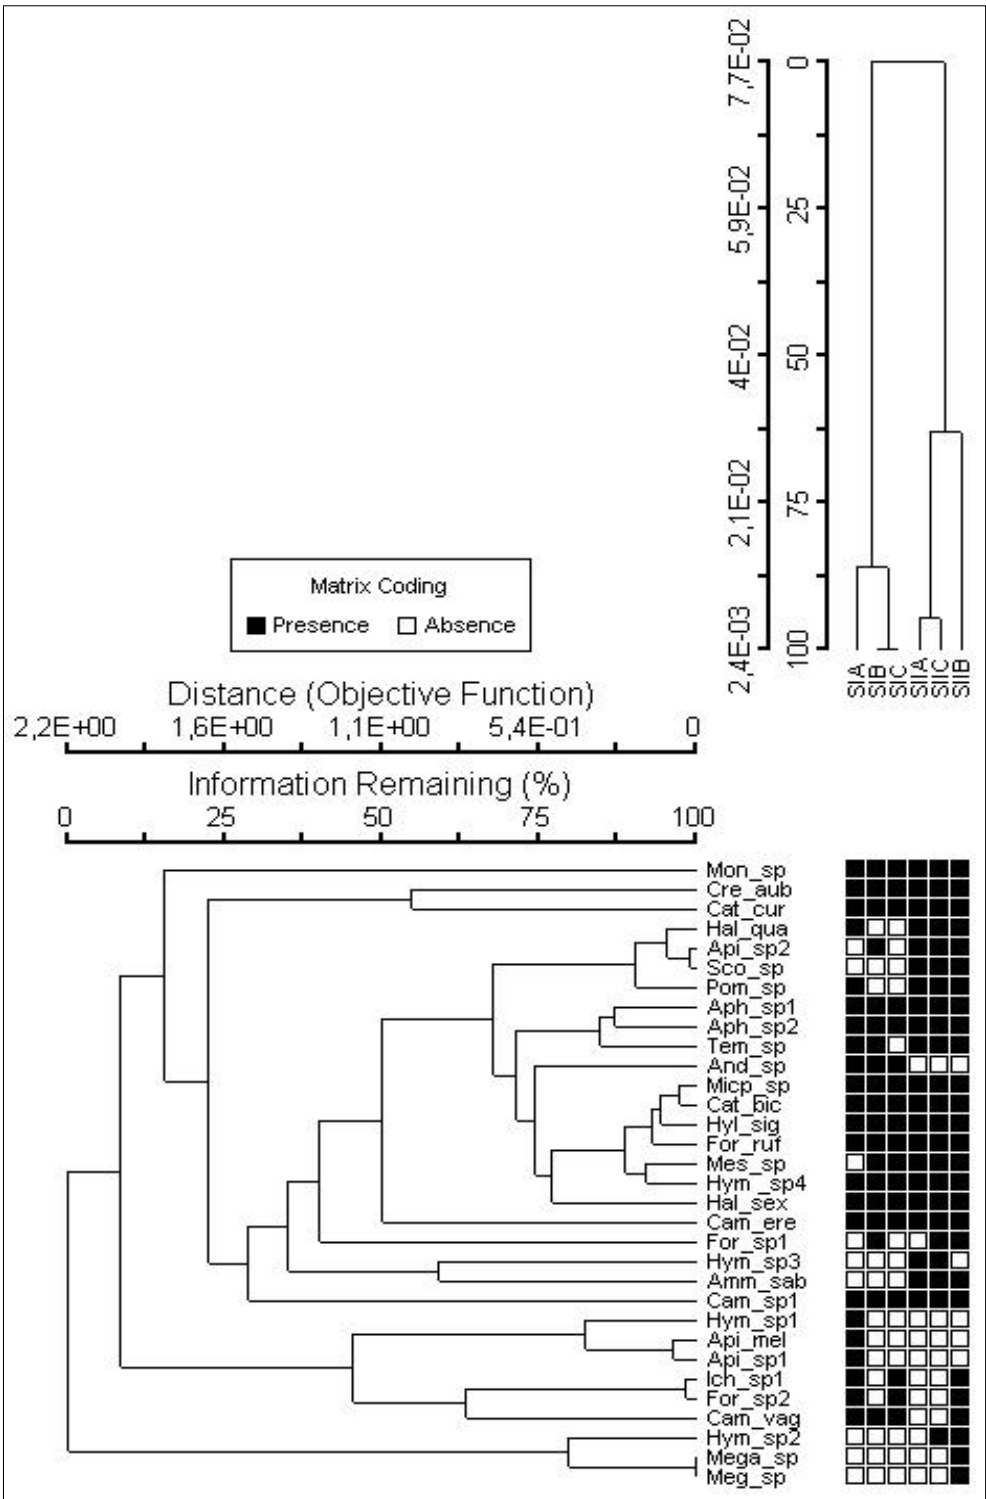 7,7E-02
5,9E-02
4E-02
2,1E-02
2,4E-03
0
25
50
75
100
SIA
SIB
SIC
SIIA
SIIC
SIIB
Matrix Coding
Presence Absence
Distance (Objective Function)
2,2E+00 1,6E+00 1,1E+00 5,4E-01 0
Information Remaining (%)
0 25 50 75 100
Mon_sp
Cre_aub
Cat_cur
Hal_qua
Api_sp2
Sco_sp
Pom_sp
Aph_sp1
Aph_sp2
Tem_sp
And_sp
Micp_sp
Cat_bic
Hyl_sig
For_ruf
Mes_sp
Hym_sp4
Hal_sex
Cam_ere
For_sp1
Hym_sp3
Amm_sab
Cam_sp1
Hym_sp1
Api_mel
Api_sp1
Ich_sp1
For_sp2
Cam_vag
Hym_sp2
Mega_sp
Meg_sp